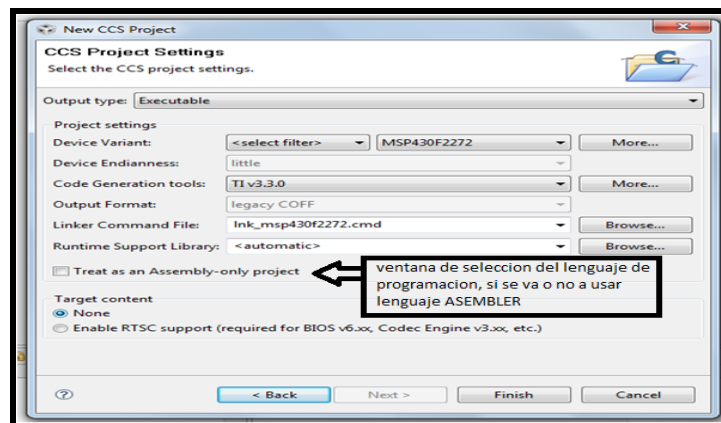 New CCS Project
CCS Project Settings
Select the CCS project settings.
Output type: Executable
Project settings
Device Variant: <select filter> MSP430F2272 More...
Device Endianness: little
Code Generation tools: TI v3.3.0 More...
Output Format: legacy COFF
Linker Command File: lnk_msp430f2272.cmd Browse...
Runtime Support Library: <automatic> Browse...
Treat as an Assembly-only project
ventana de seleccion del lenguaje de
programacion, si se va o no a usar
lenguaje ASEMBLER
Target content
None
Enable RTSC support (required for BIOS v6.xx, Codec Engine v3.xx, etc.)
< Back Next > Finish Cancel